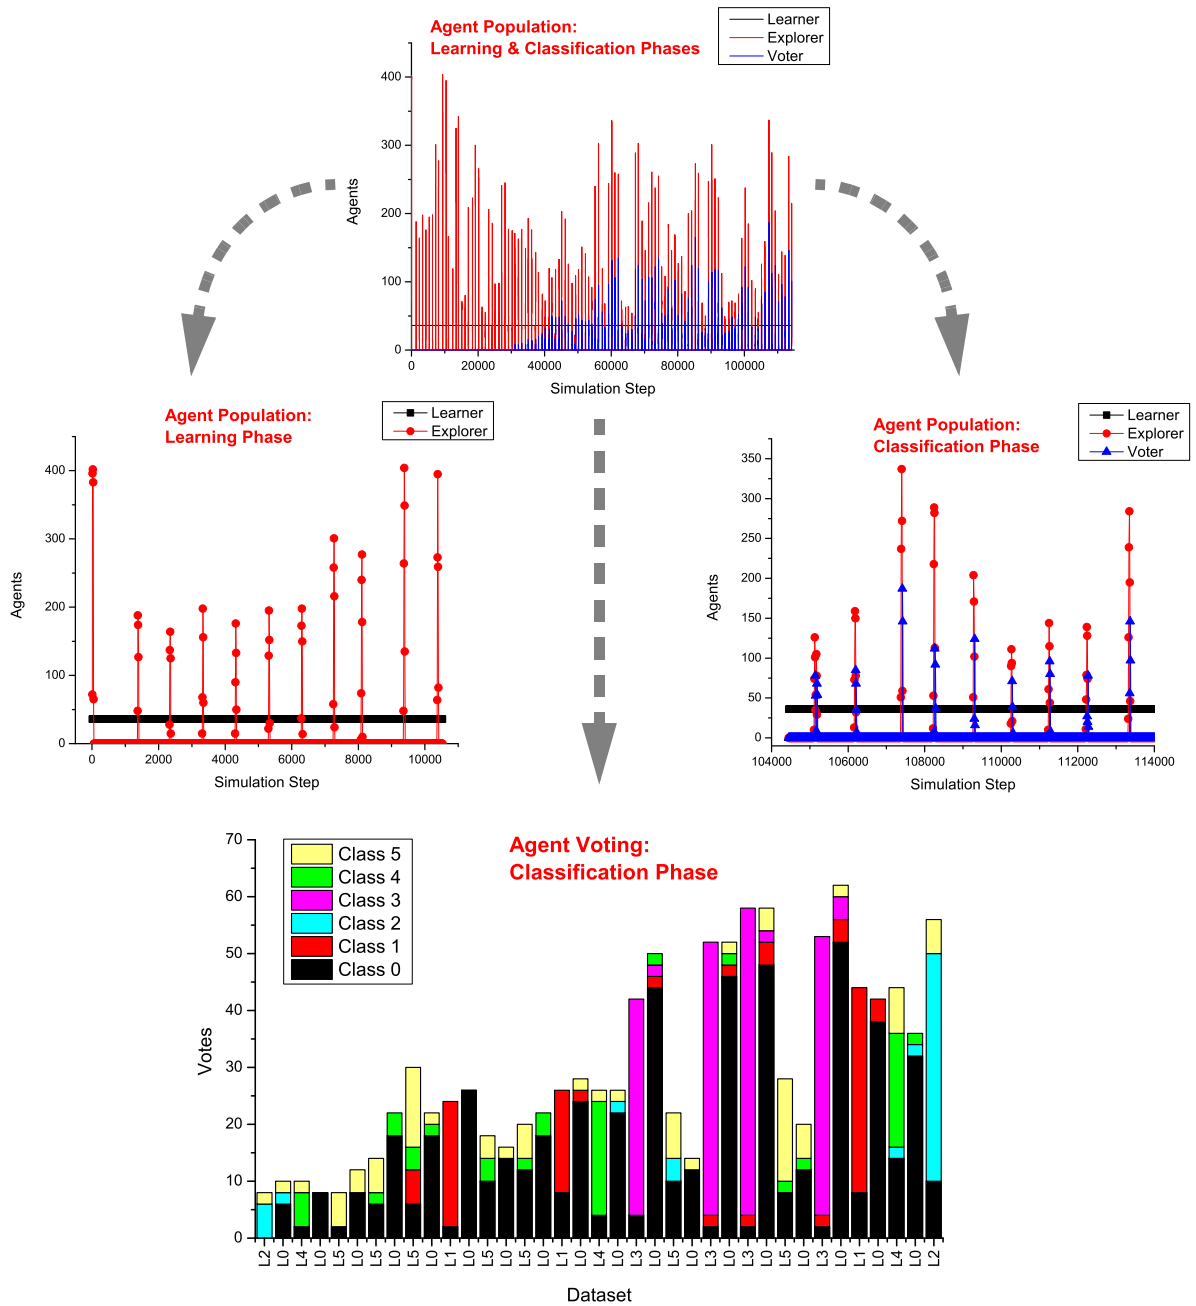 Agent Population:
Learning & Classification Phases
Learner
Explorer
Voter
400
300
200
100
0
Agents
0
20000
40000
60000
80000
100000
Simulation Step
Agent Population:
Learning Phase
Learner
Explorer
400
300
200
100
0
Agents
0
2000
4000
6000
8000
10000
Simulation Step
Agent Population:
Classification Phase
Learner
Explorer
Voter
350
300
250
200
150
100
50
0
Agents
104000
106000
108000
110000
112000
114000
Simulation Step
Agent Voting:
Classification Phase
Class 5
Class 4
Class 3
Class 2
Class 1
Class 0
70
60
50
40
30
20
10
0
Votes
L2
L0
L4
L0
L5
L0
L5
L0
L5
L0
L1
L0
L5
L0
L5
L0
L1
L0
L4
L0
L3
L0
L5
L0
L3
L0
L3
L0
L5
L0
L3
L0
L1
L0
L4
L0
L2
Dataset